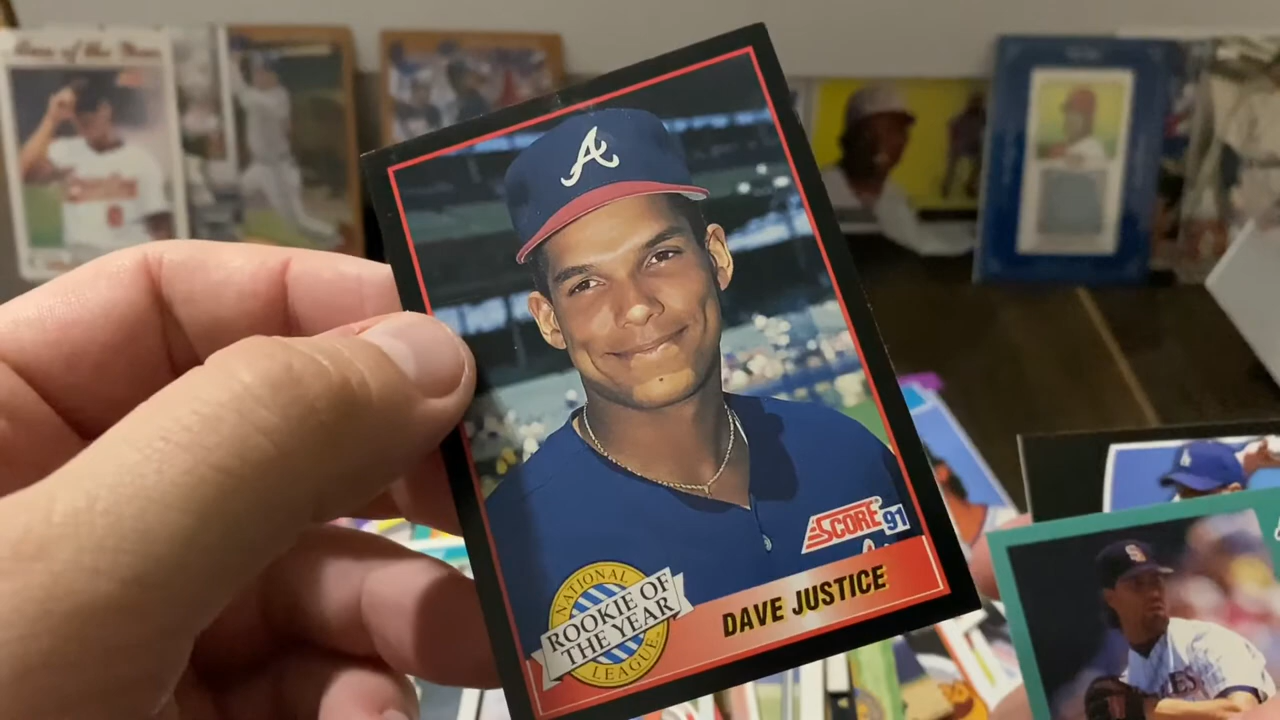 A
SCORE 91
NATIONAL
ROOKIE OF
THE YEAR
LEAGUE
DAVE JUSTICE